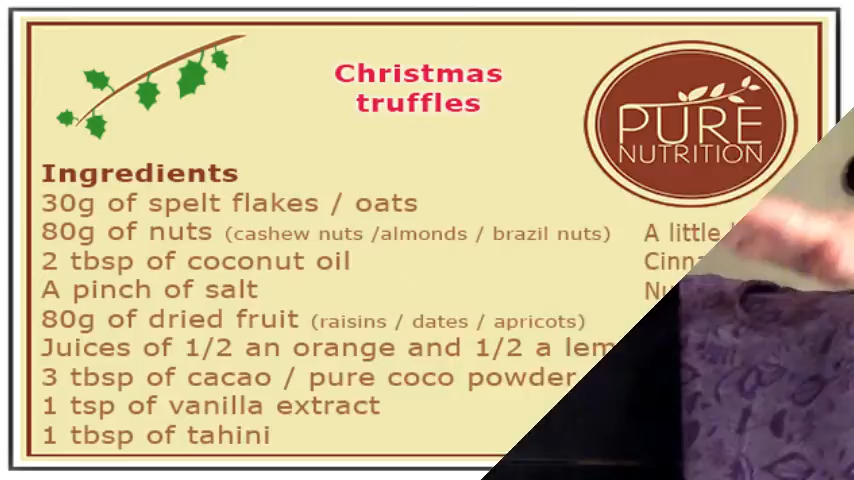 Christmas
truffles
PURE
NUTRITION
Ingredients
30g of spelt flakes / oats
80g of nuts (cashew nuts /almonds / brazil nuts)
2 tbsp of coconut oil
A pinch of salt
80g of dried fruit (raisins / dates / apricots)
Juices of 1/2 an orange and 1/2 a
3 tbsp of cacao / pure coco powder
1 tsp of vanilla extract
1 tbsp of tahini
A little